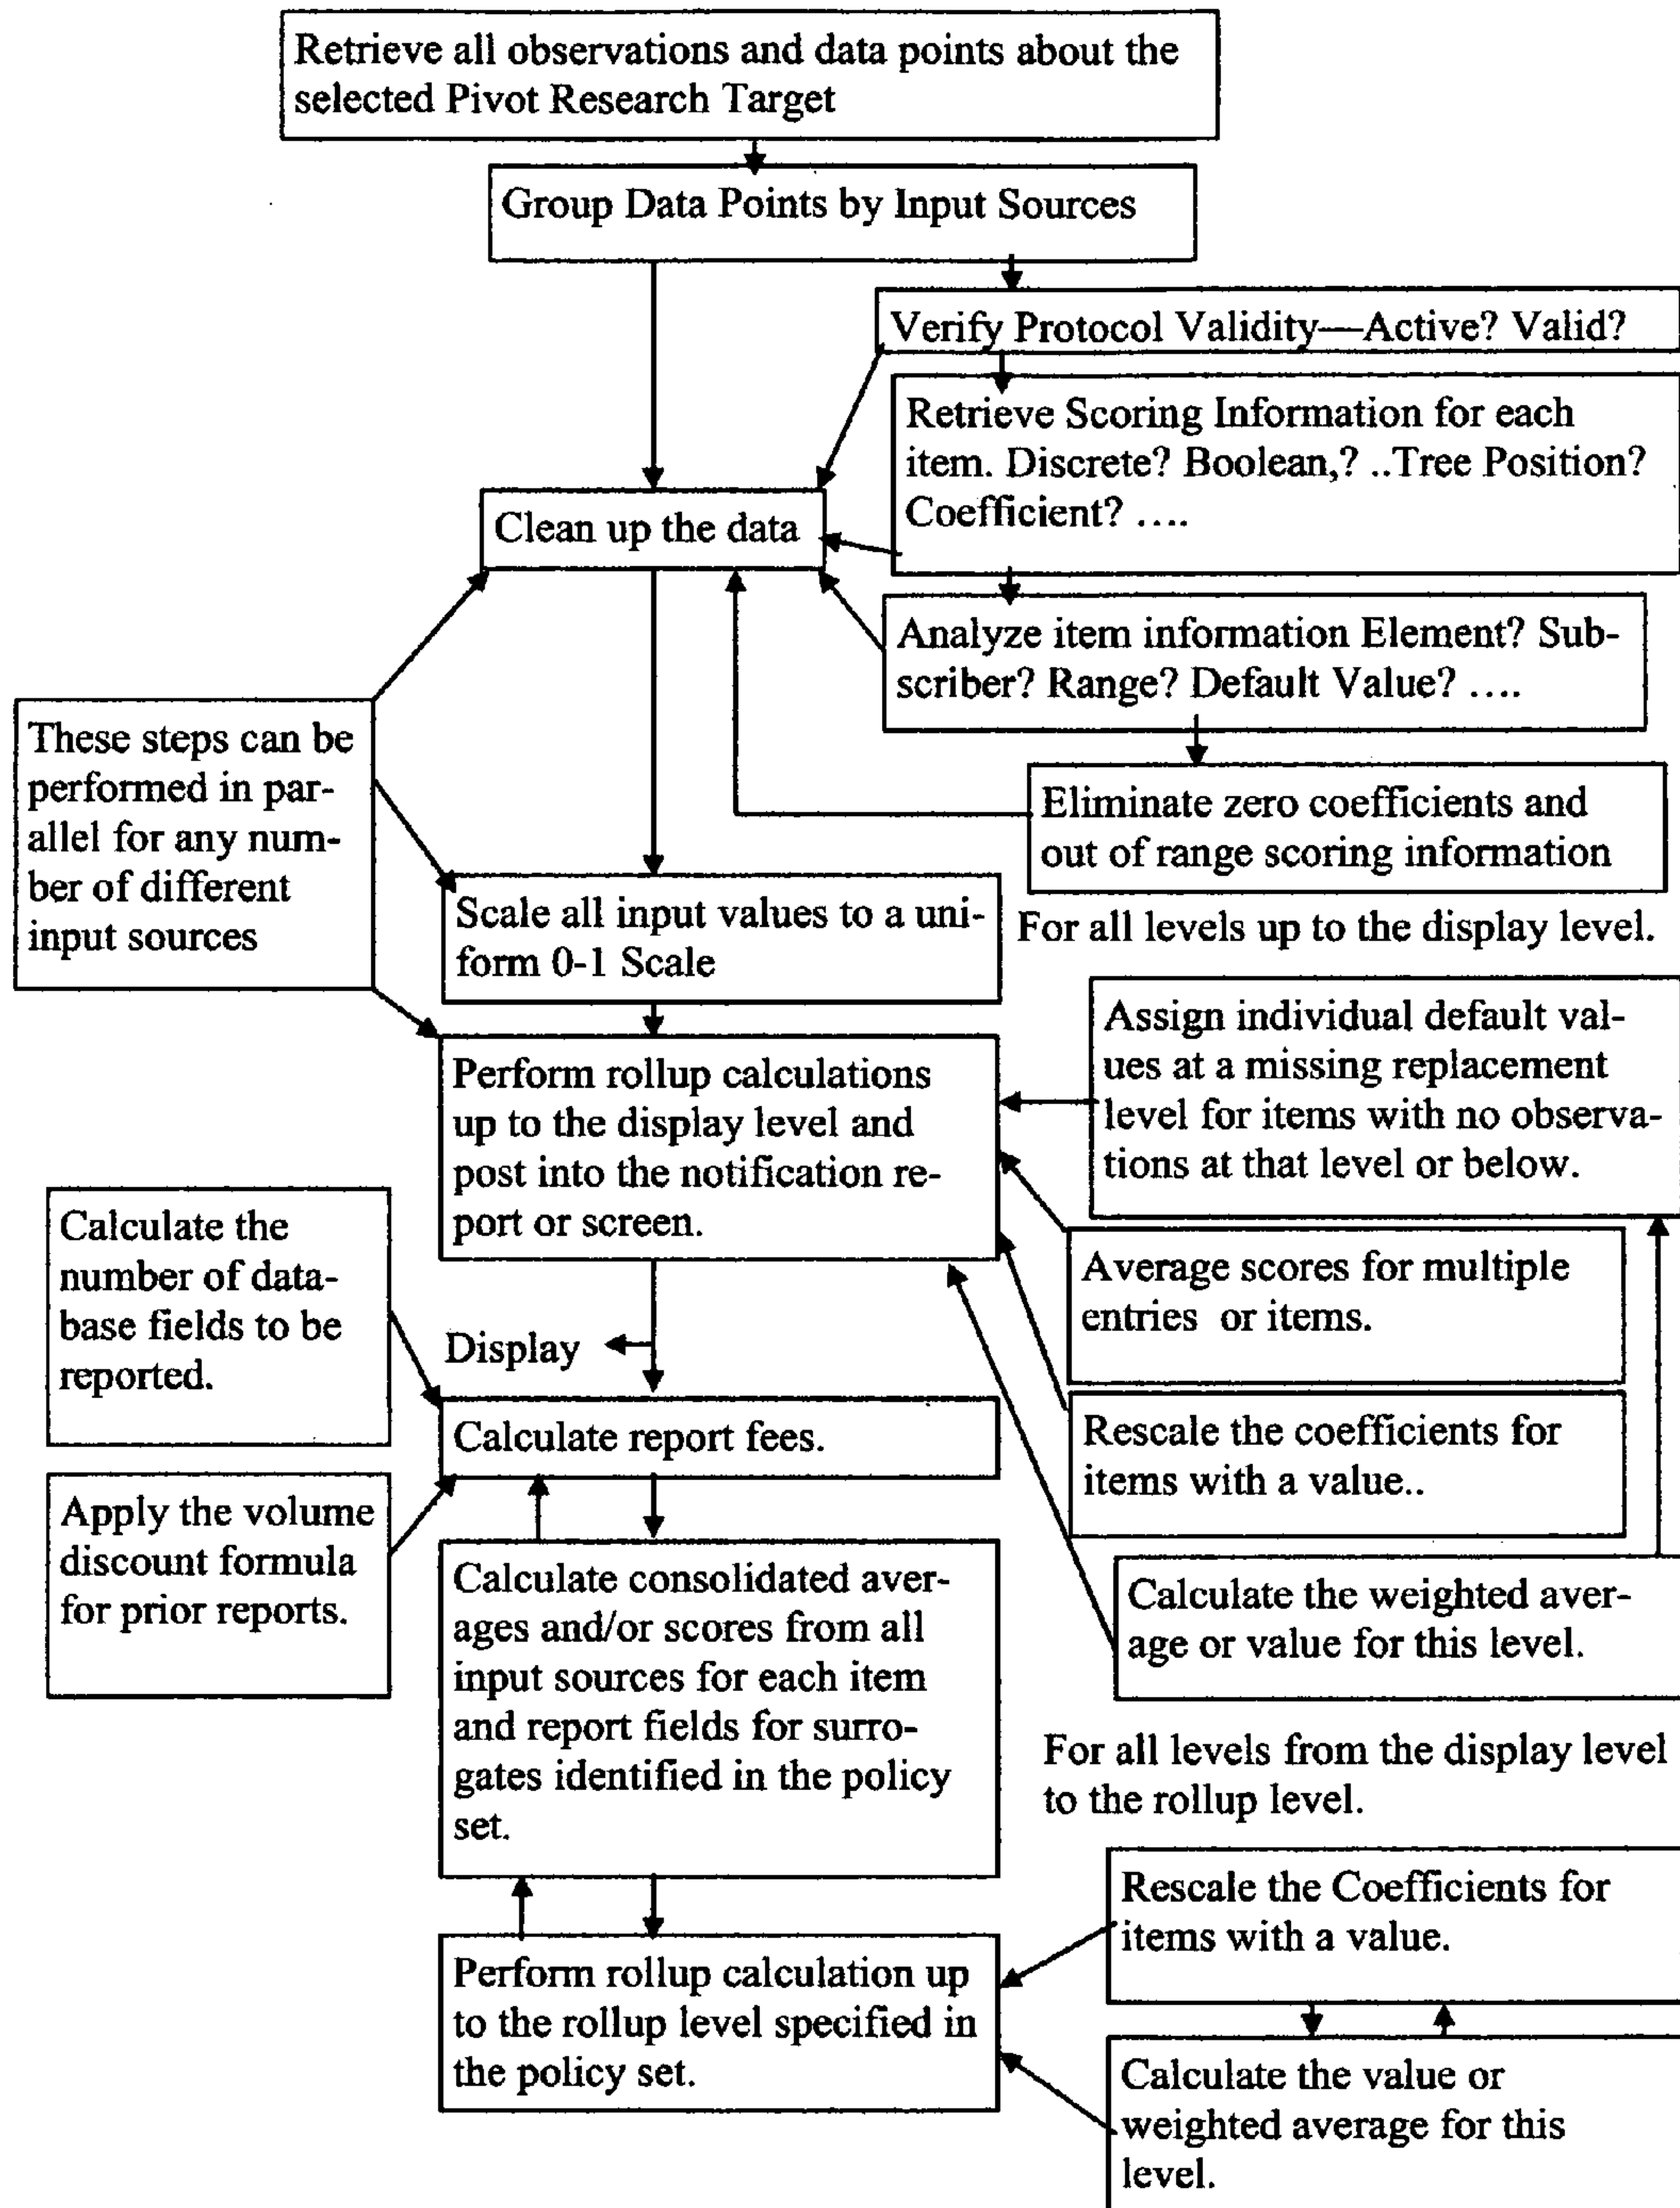 Retrieve all observations and data points about the
selected Pivot Research Target
Group Data Points by Input Sources
Verify Protocol Validity—Active? Valid?
Retrieve Scoring Information for each
item. Discrete? Boolean,? ..Tree Position?
Coefficient? ….
Clean up the data
Analyze item information Element? Sub-
scriber? Range? Default Value? ….
These steps can be
performed in par-
allel for any num-
ber of different
input sources
Eliminate zero coefficients and
out of range scoring information
Scale all input values to a uni-
form 0-1 Scale
For all levels up to the display level.
Assign individual default val-
ues at a missing replacement
level for items with no observa-
tions at that level or below.
Perform rollup calculations
up to the display level and
post into the notification re-
port or screen.
Calculate the
number of data-
base fields to be
reported.
Average scores for multiple
entries or items.
Display
Calculate report fees.
Rescale the coefficients for
items with a value..
Apply the volume
discount formula
for prior reports.
Calculate consolidated aver-
ages and/or scores from all
input sources for each item
and report fields for surro-
gates identified in the policy
set.
Calculate the weighted aver-
age or value for this level.
For all levels from the display level
to the rollup level.
Rescale the Coefficients for
items with a value.
Perform rollup calculation up
to the rollup level specified in
the policy set.
Calculate the value or
weighted average for this
level.